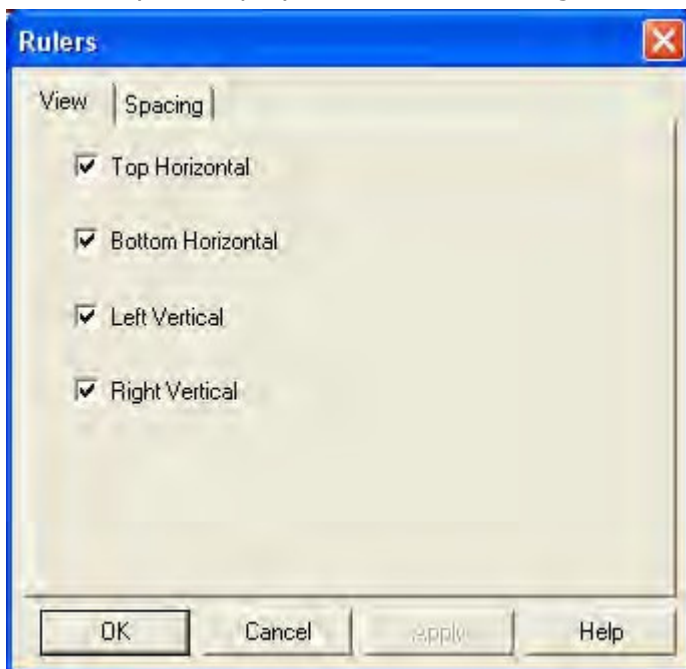 Rulers
View Spacing
Top Horizontal
Bottom Horizontal
Left Vertical
Right Vertical
OK Cancel Apply Help